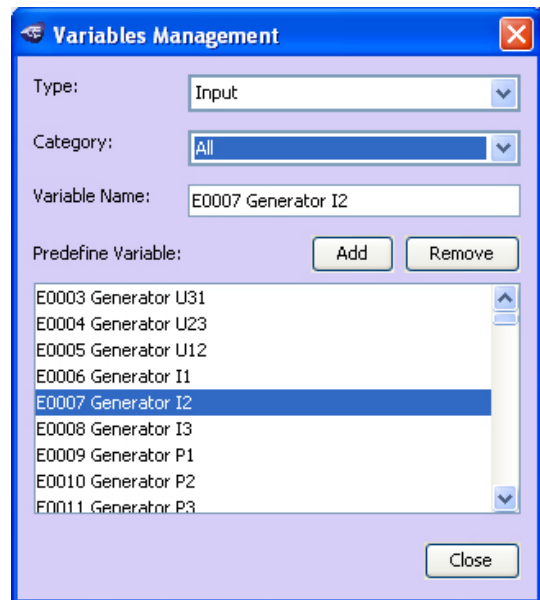 Variables Management
Type: Input
Category: All
Variable Name: E0007 Generator I2
Predefine Variable: Add Remove
E0003 Generator U31
E0004 Generator U23
E0005 Generator U12
E0006 Generator I1
E0007 Generator I2
E0008 Generator I3
E0009 Generator P1
E0010 Generator P2
E0011 Generator P3
Close